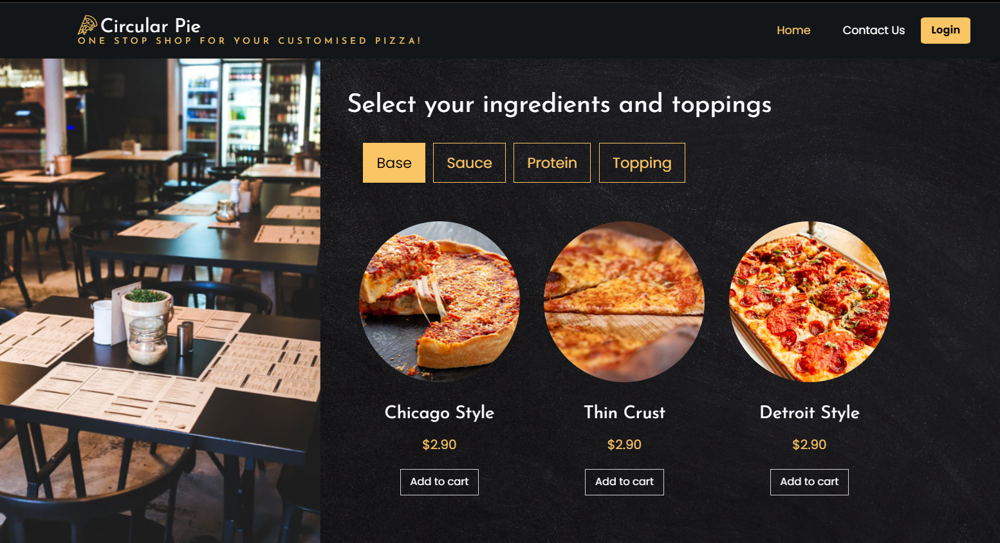 Circular Pie
ONE STOP SHOP FOR YOUR CUSTOMISED PIZZA!
Home Contact Us Login
Select your ingredients and toppings
Base Sauce Protein Topping
Chicago Style Thin Crust Detroit Style
$2.90 $2.90 $2.90
Add to cart Add to cart Add to cart